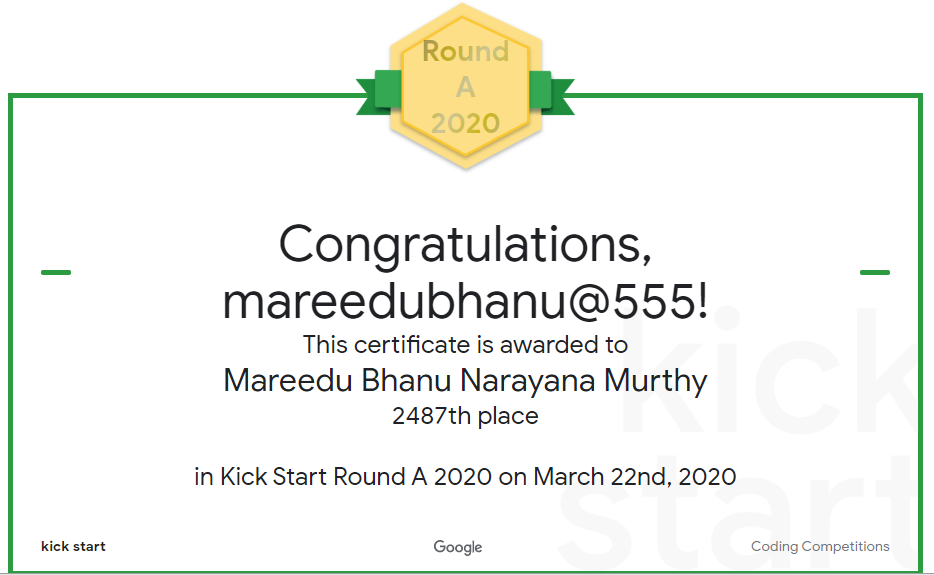 Round
A
2020
Congratulations,
mareedubhanu@555!
This certificate is awarded to
Mareedu Bhanu Narayana Murthy
2487th place
in Kick Start Round A 2020 on March 22nd, 2020
kick
start
kick start
Google
Coding Competitions